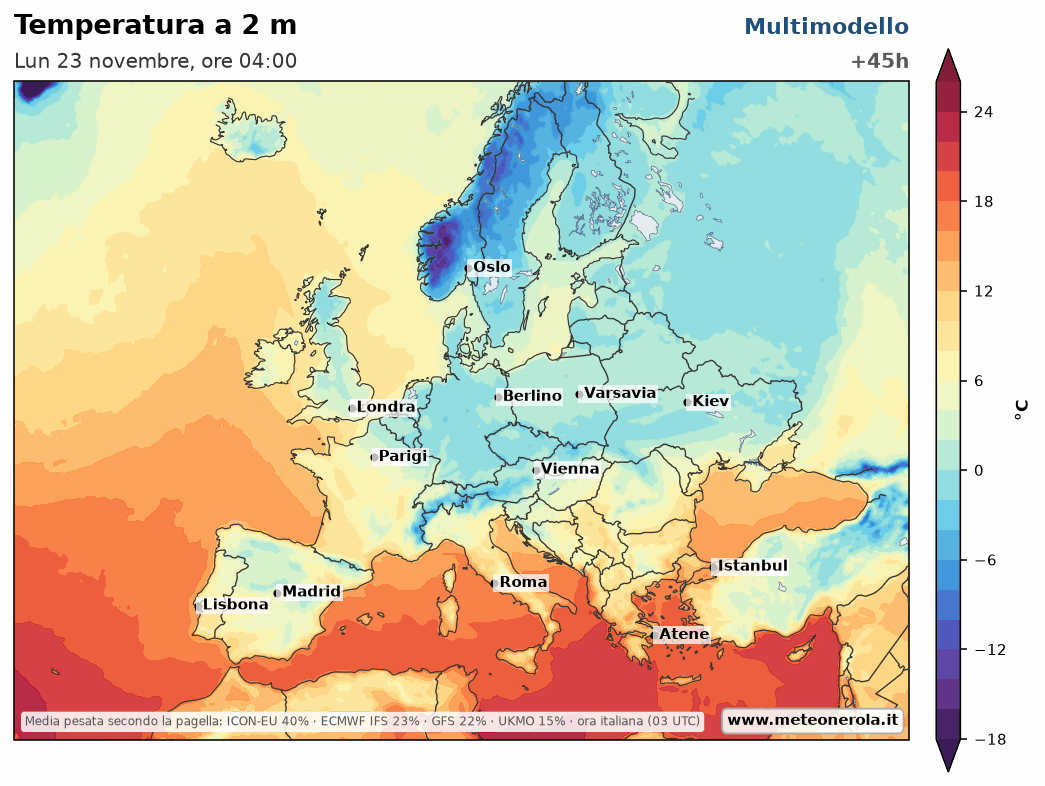 Temperatura a 2 m
Multimodello
Lun 23 novembre, ore 04:00
+45h
24
18
12
6
0
−6
−12
−18
°C
Oslo
Berlino
Varsavia
Kiev
Londra
Parigi
Vienna
Istanbul
Roma
Madrid
Lisbona
Atene
Media pesata secondo la pagella: ICON-EU 40% · ECMWF IFS 23% · GFS 22% · UKMO 15% · ora italiana (03 UTC)
www.meteonerola.it